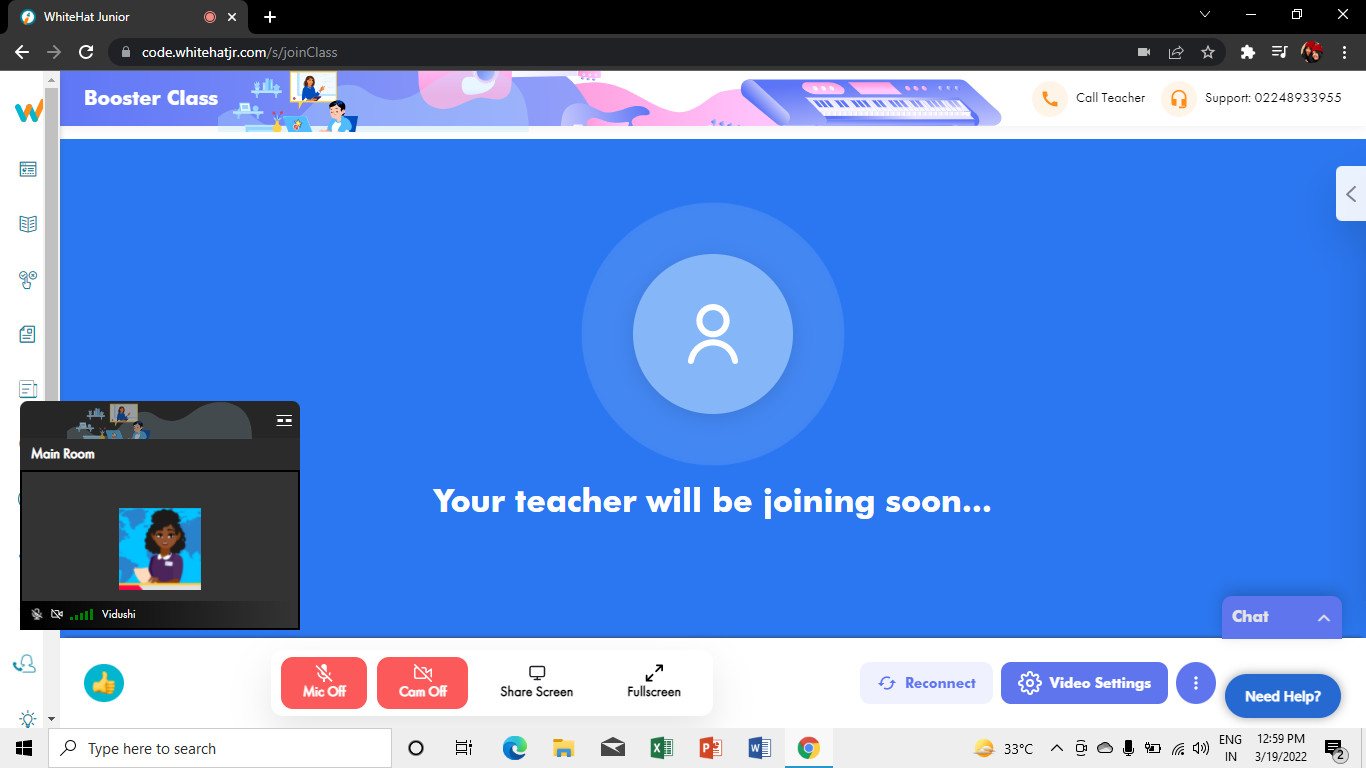 WhiteHat Junior
code.whitehatjr.com/s/joinClass
Booster Class
Call Teacher
Support: 02248933955
Main Room
Your teacher will be joining soon...
Vidushi
Chat
Mic Off
Cam Off
Share Screen
Fullscreen
Reconnect
Video Settings
Need Help?
Type here to search
33°C
ENG
IN
12:59 PM
3/19/2022
2